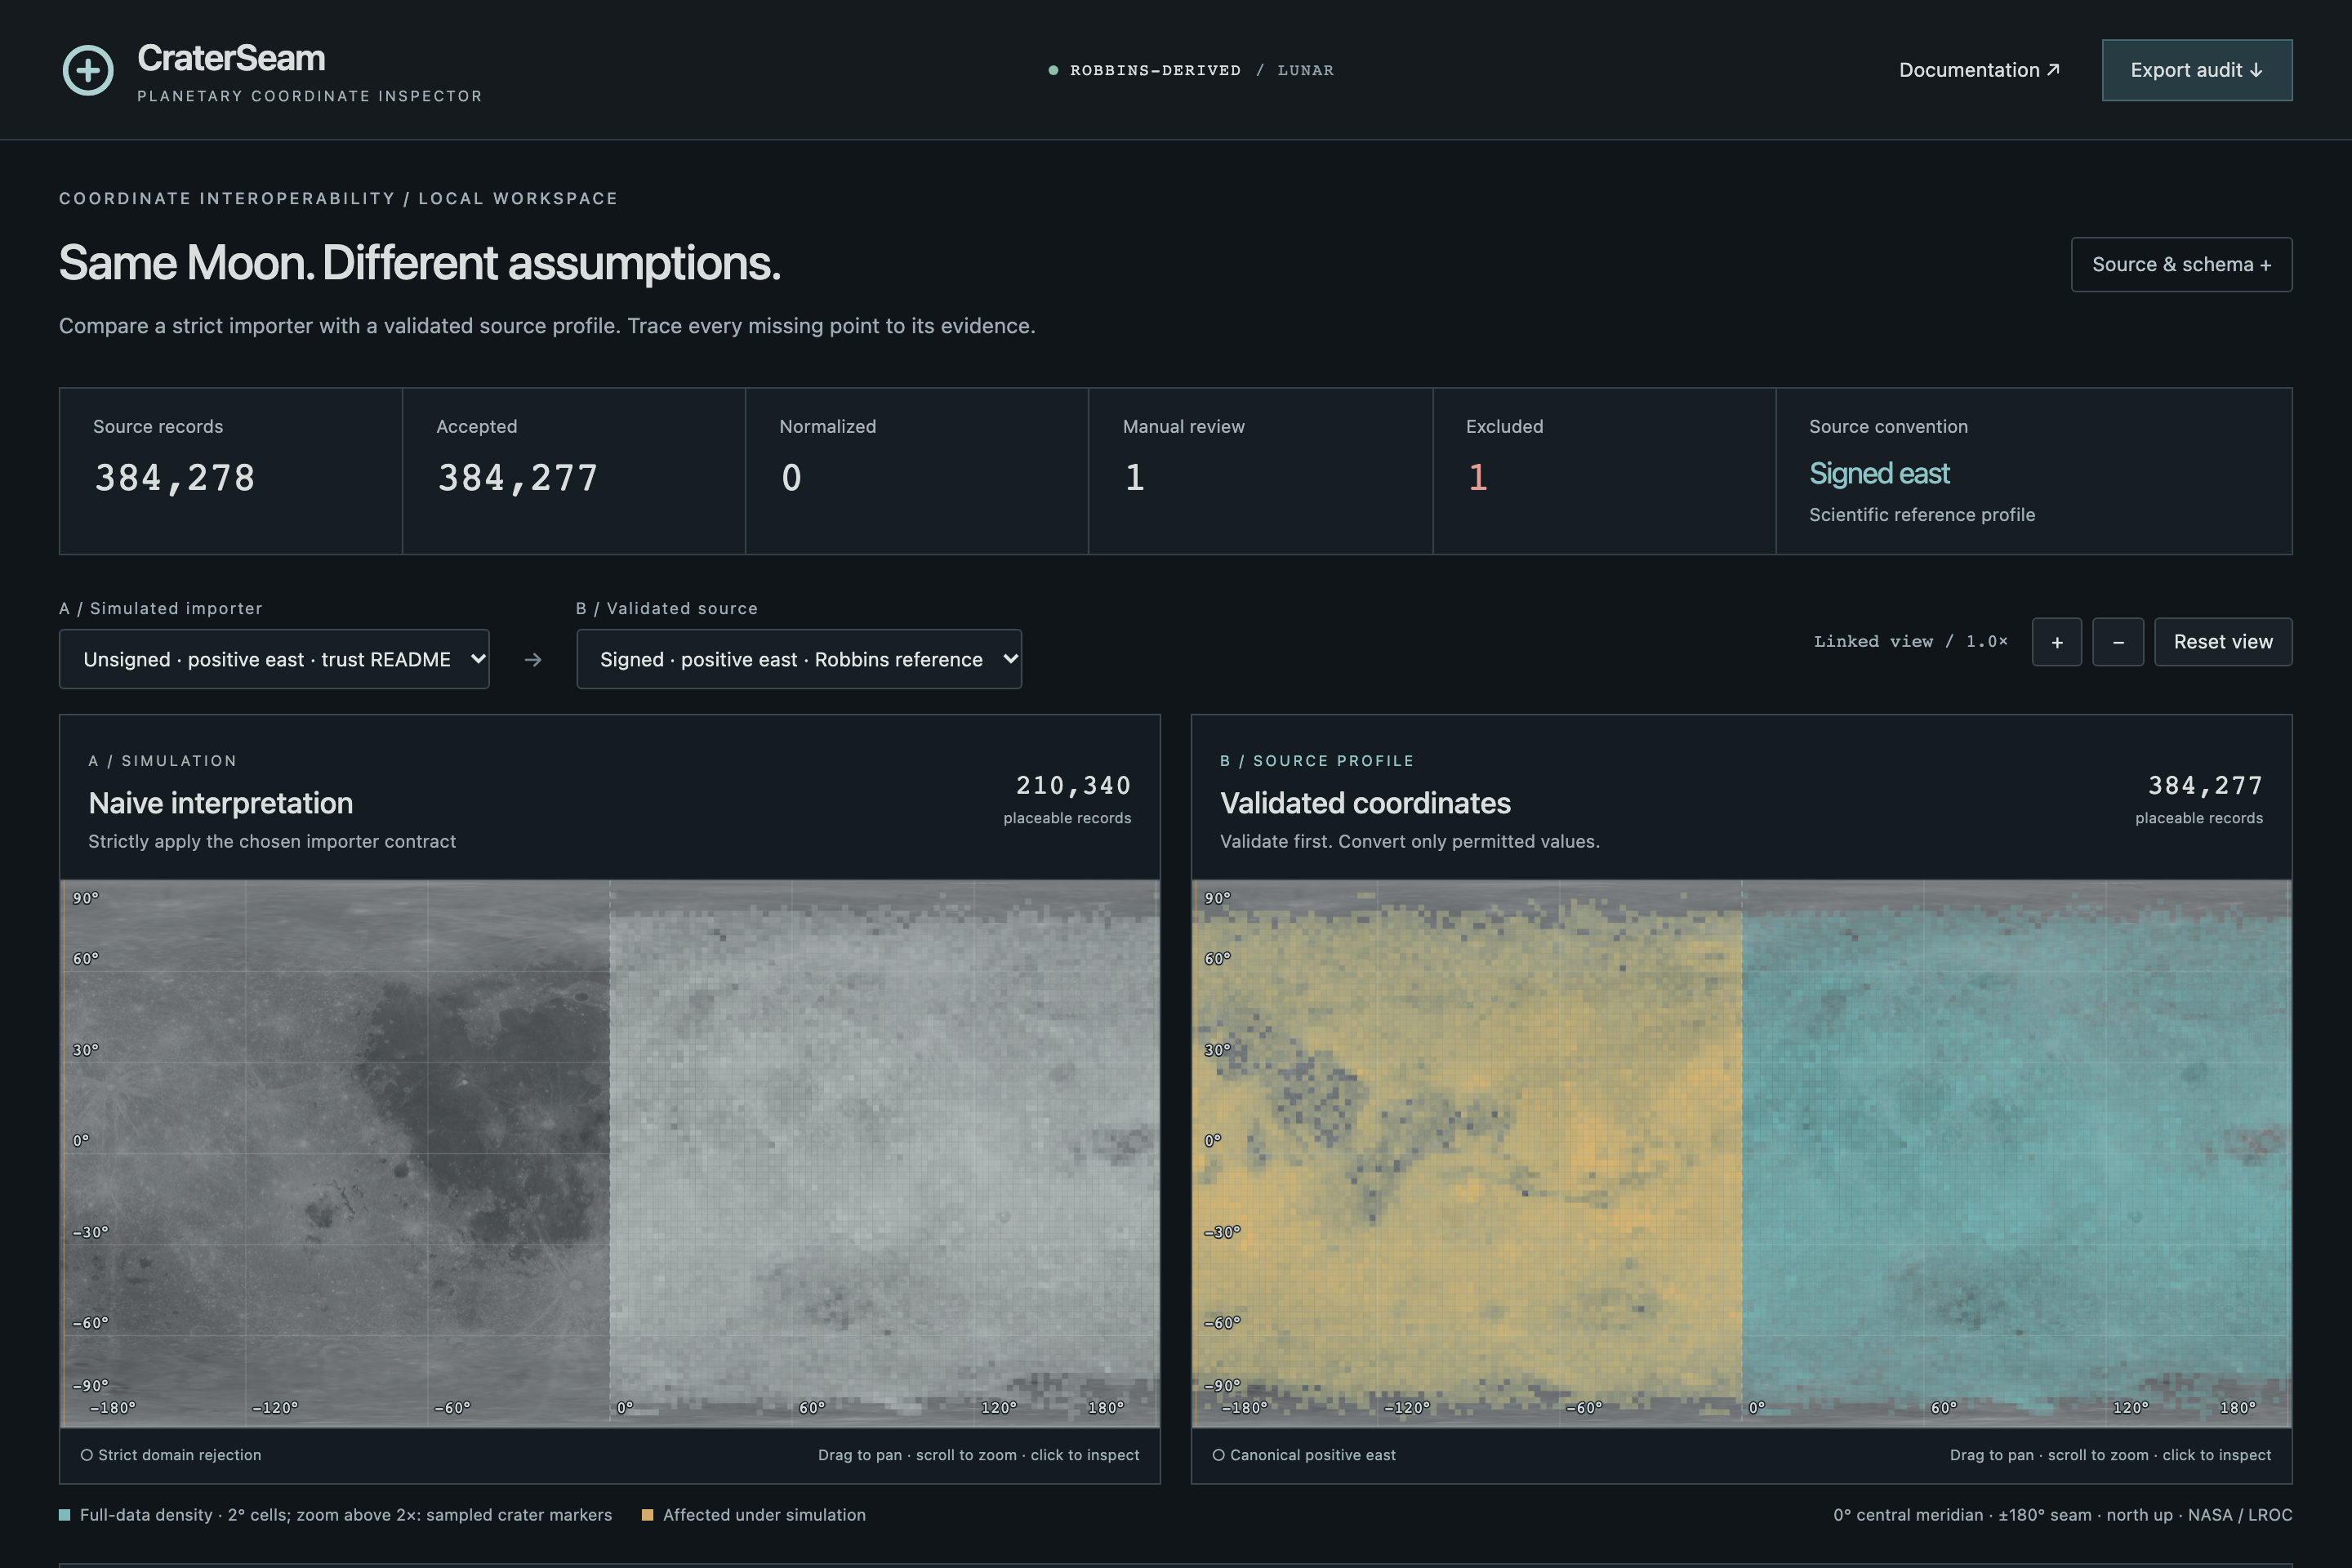 CraterSeam
PLANETARY COORDINATE INSPECTOR
ROBBINS-DERIVED / LUNAR
Documentation ↗
Export audit ↓
COORDINATE INTEROPERABILITY / LOCAL WORKSPACE
Same Moon. Different assumptions.
Source & schema +
Compare a strict importer with a validated source profile. Trace every missing point to its evidence.
Source records
384,278
Accepted
384,277
Normalized
0
Manual review
1
Excluded
1
Source convention
Signed east
Scientific reference profile
A / Simulated importer
Unsigned · positive east · trust README
→
B / Validated source
Signed · positive east · Robbins reference
Linked view / 1.0×
+
−
Reset view
A / SIMULATION
Naive interpretation
Strictly apply the chosen importer contract
210,340
placeable records
90°
60°
30°
0°
−30°
−60°
−90°
−180° −120° −60° 0° 60° 120° 180°
Strict domain rejection
Drag to pan · scroll to zoom · click to inspect
B / SOURCE PROFILE
Validated coordinates
Validate first. Convert only permitted values.
384,277
placeable records
90°
60°
30°
0°
−30°
−60°
−90°
−180° −120° −60° 0° 60° 120° 180°
Canonical positive east
Drag to pan · scroll to zoom · click to inspect
Full-data density · 2° cells; zoom above 2×: sampled crater markers
Affected under simulation
0° central meridian · ±180° seam · north up · NASA / LROC